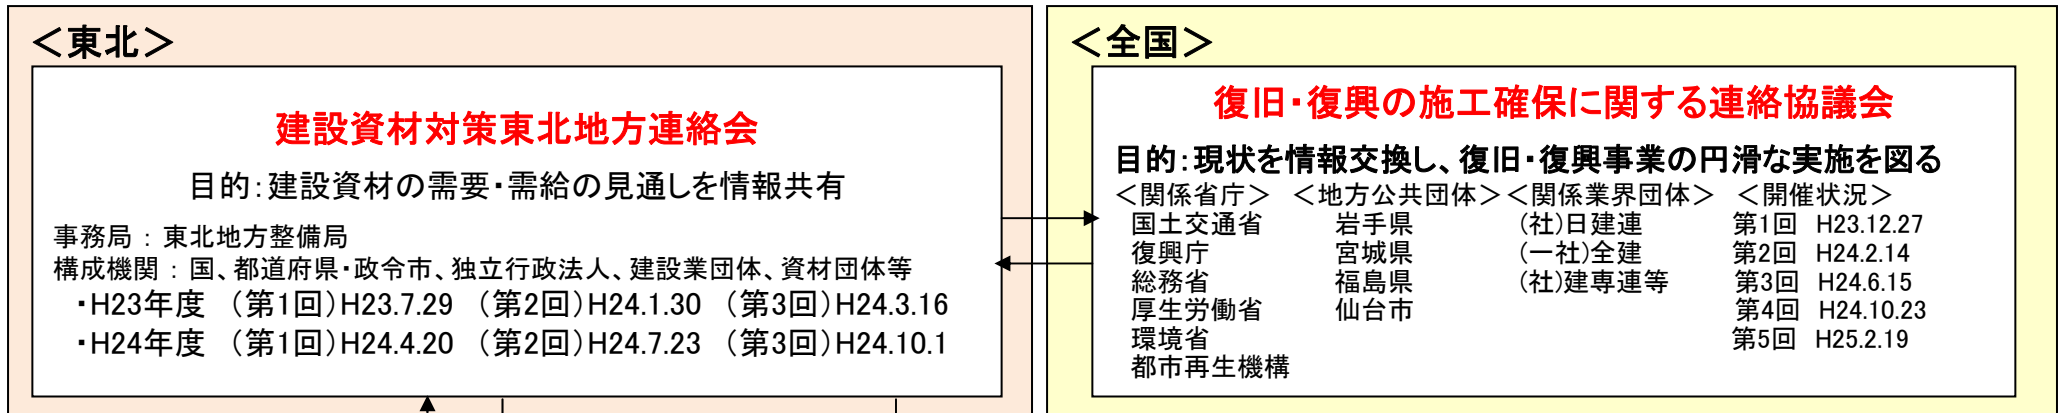 ＜東北＞
建設資材対策東北地方連絡会
目的：建設資材の需要・需給の見通しを情報共有
事務局 ： 東北地方整備局
構成機関 ： 国、都道府県・政令市、独立行政法人、建設業団体、資材団体等
・H23年度 （第1回）H23.7.29 （第2回）H24.1.30 （第3回）H24.3.16
・H24年度 （第1回）H24.4.20 （第2回）H24.7.23 （第3回）H24.10.1
＜全国＞
復旧・復興の施工確保に関する連絡協議会
目的：現状を情報交換し、復旧・復興事業の円滑な実施を図る
＜関係省庁＞ ＜地方公共団体＞ ＜関係業界団体＞ ＜開催状況＞
国土交通省 岩手県 （社）日建連 第1回 H23.12.27
復興庁 宮城県 （一社）全建 第2回 H24.2.14
総務省 福島県 （社）建専連等 第3回 H24.6.15
厚生労働省 仙台市 第4回 H24.10.23
環境省 第5回 H25.2.19
都市再生機構